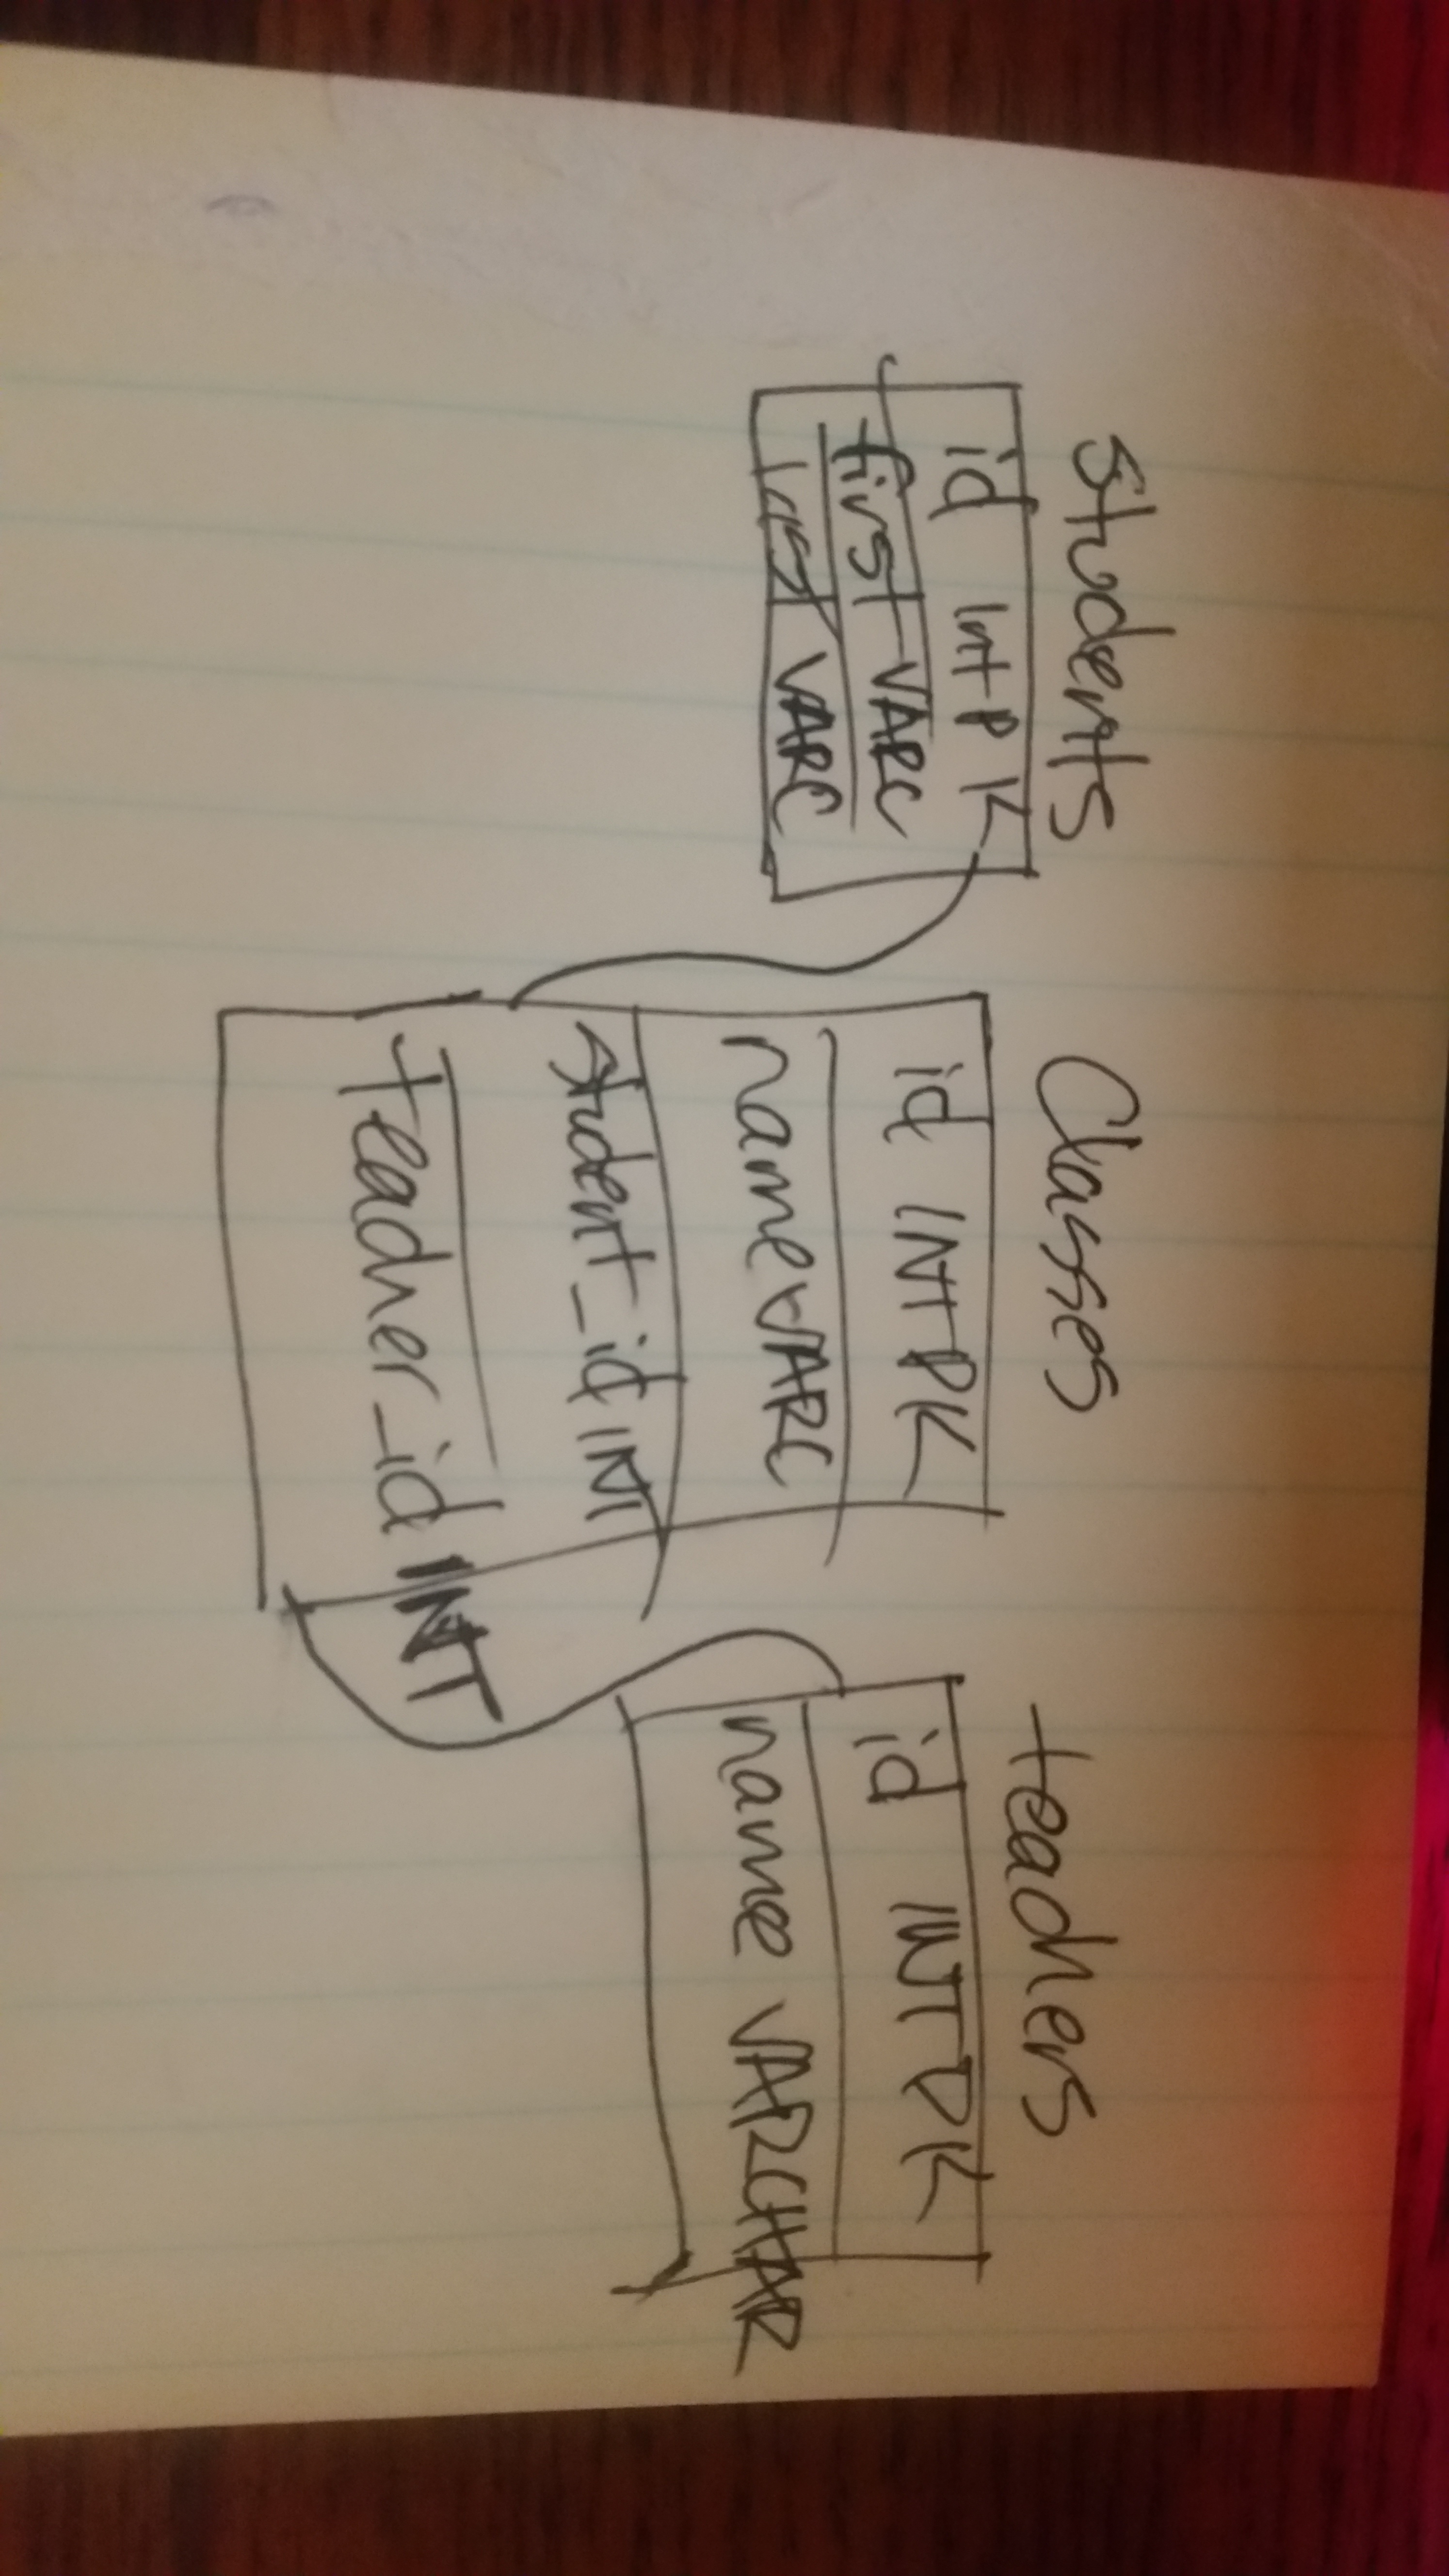 Students
id Int PK
first VARC
last VARC
Classes
id INT PK
name VARC
student_id INT
teacher_id INT
teachers
id INT PK
name VARCHAR